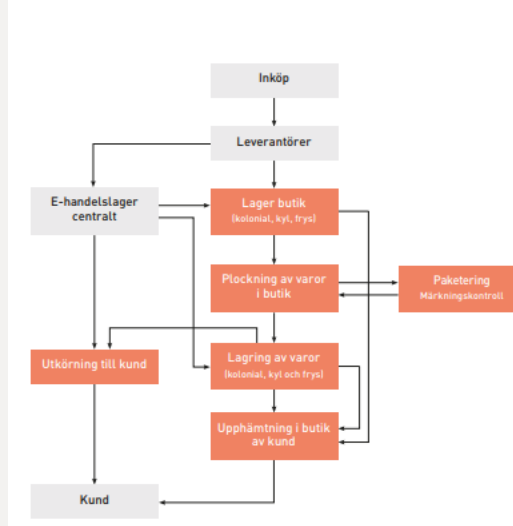 Inköp
Leverantörer
E-handelslager
centralt
Lager butik
(kolonial, kyl, frys)
Plockning av varor
i butik
Paketering
Märkningskontroll
Utkörning till kund
Lagring av varor
(kolonial, kyl och frys)
Upphämtning i butik
av kund
Kund